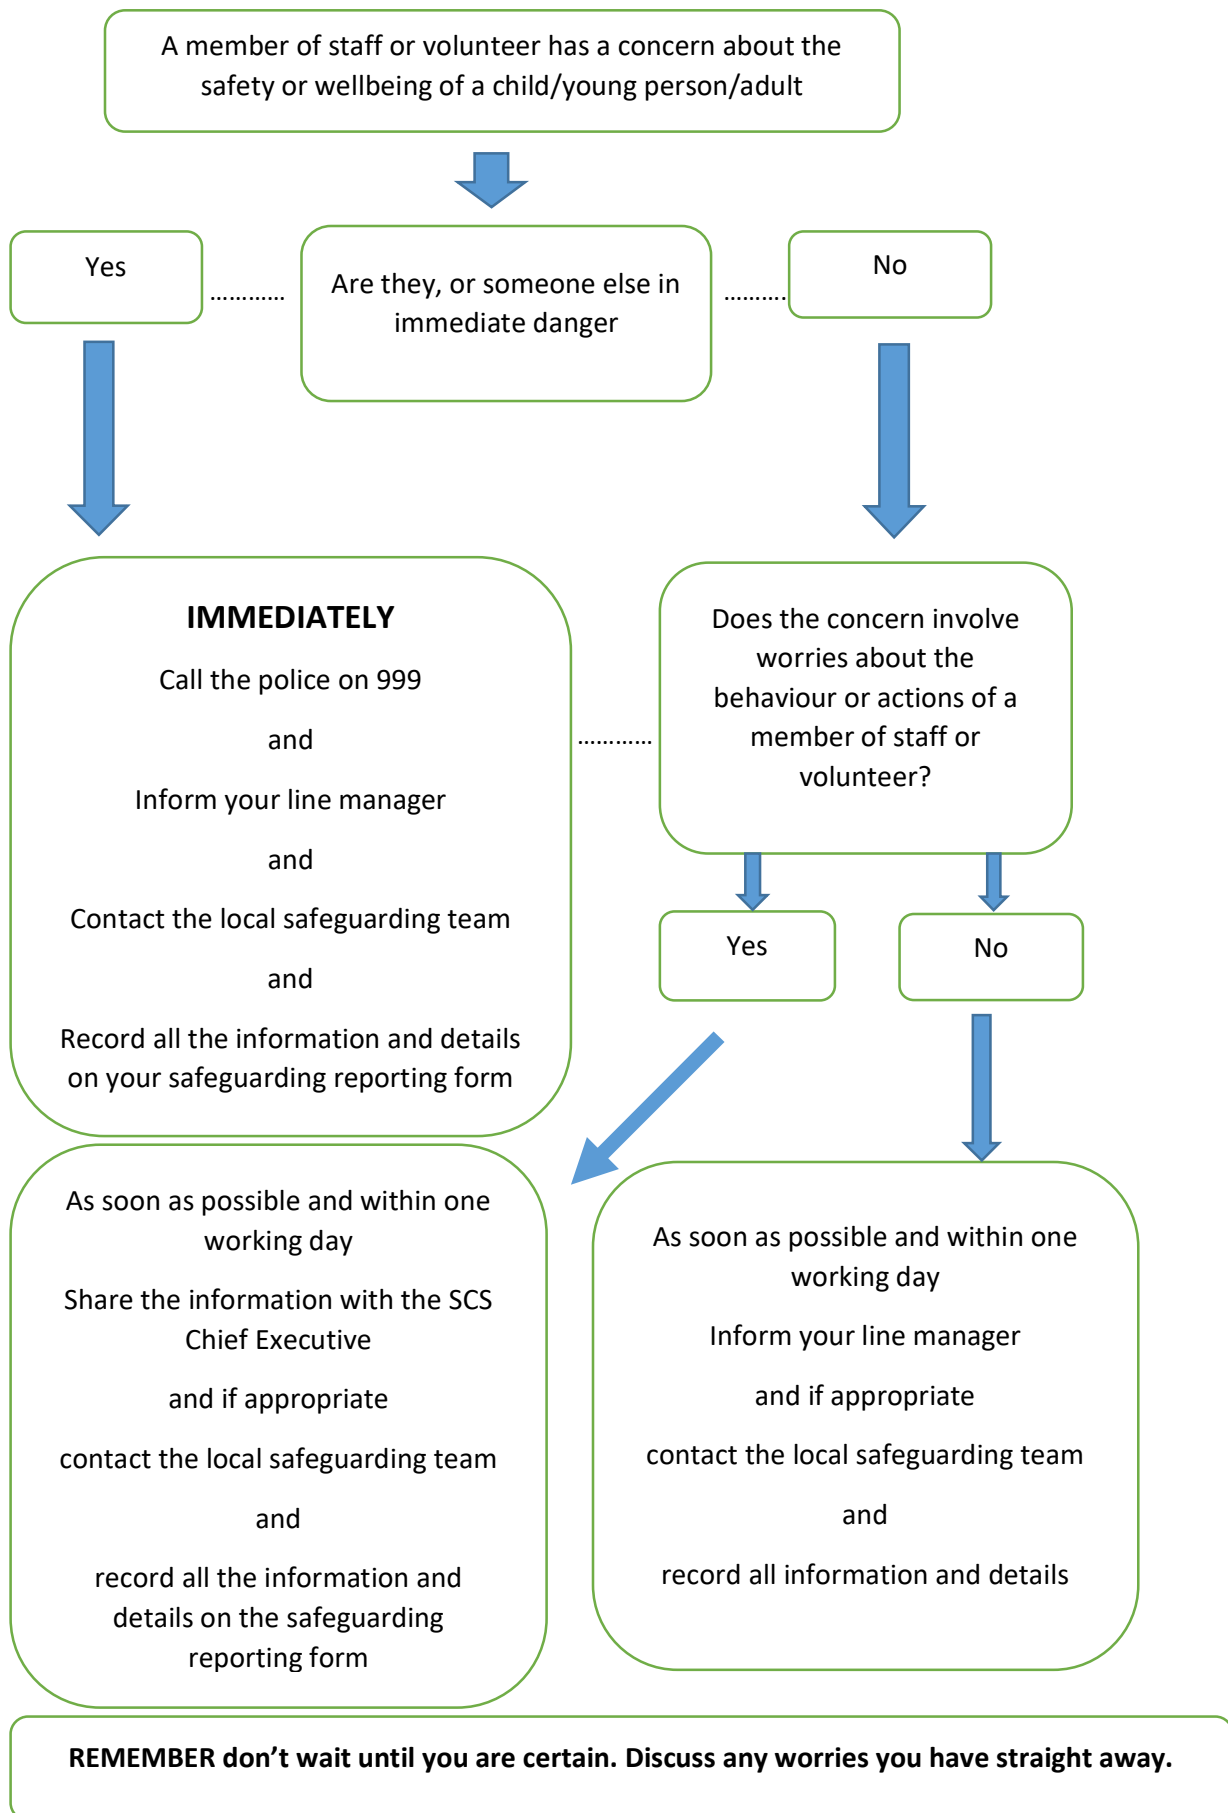 A member of staff or volunteer has a concern about the
safety or wellbeing of a child/young person/adult
Yes
…………
Are they, or someone else in
immediate danger
……….
No
IMMEDIATELY
Call the police on 999
and
Inform your line manager
and
Contact the local safeguarding team
and
Record all the information and details
on your safeguarding reporting form
…………
Does the concern involve
worries about the
behaviour or actions of a
member of staff or
volunteer?
Yes
No
As soon as possible and within one
working day
Share the information with the SCS
Chief Executive
and if appropriate
contact the local safeguarding team
and
record all the information and
details on the safeguarding
reporting form
As soon as possible and within one
working day
Inform your line manager
and if appropriate
contact the local safeguarding team
and
record all information and details
REMEMBER don’t wait until you are certain. Discuss any worries you have straight away.